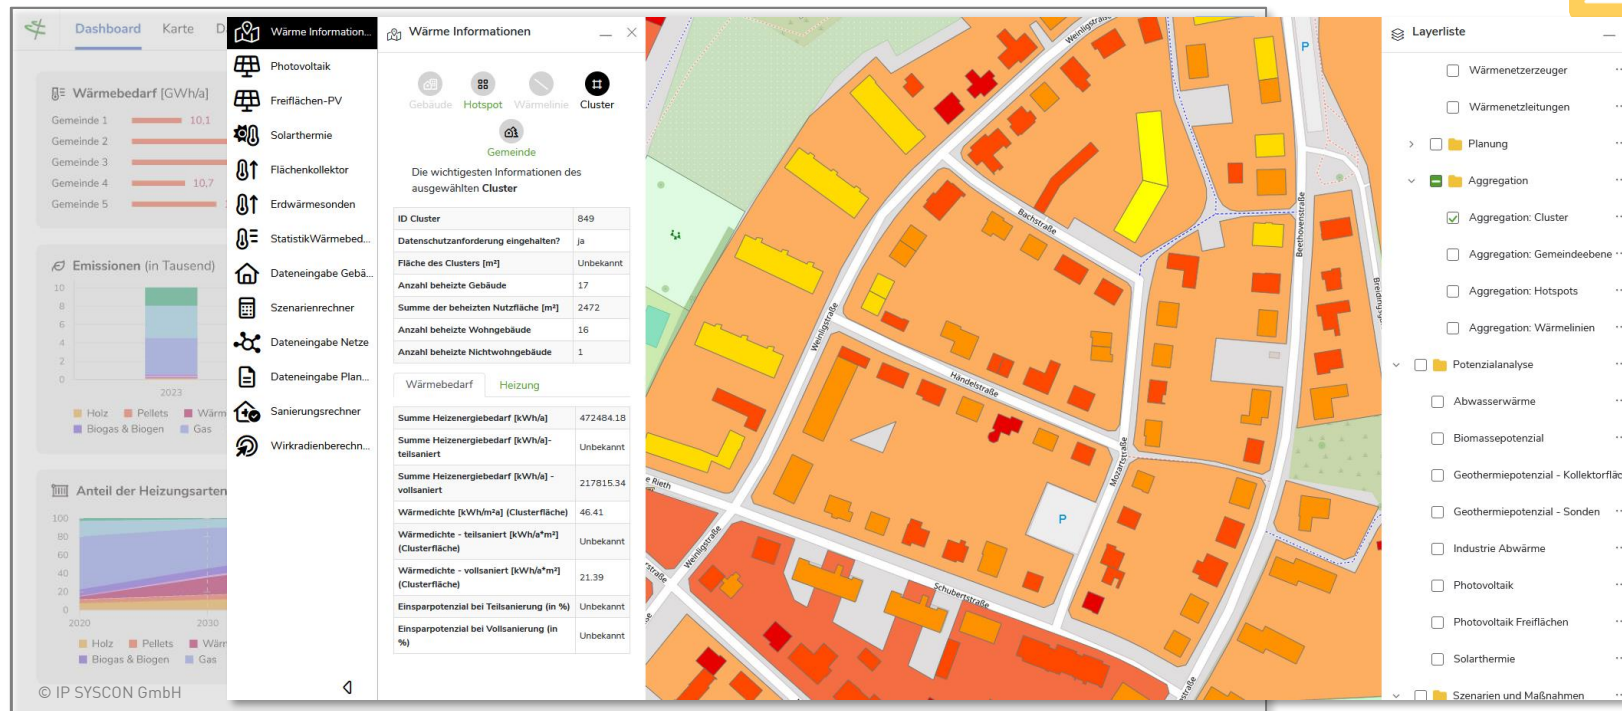 Dashboard
Karte
Wärmebedarf [GWh/a]
Gemeinde 1
10,1
Gemeinde 2
Gemeinde 3
Gemeinde 4
10,7
Gemeinde 5
Emissionen (in Tausend)
10
8
6
4
2
0
2023
Holz
Pellets
Biogas & Biogen
Gas
Anteil der Heizungsarten
100
80
60
40
20
0
2020
2030
Holz
Pellets
Biogas & Biogen
Gas
© IP SYSCON GmbH
Wärme Information...
Photovoltaik
Freiflächen-PV
Solarthermie
Flächenkollektor
Erdwärmesonden
StatistikWärmebed...
Dateneingabe Gebä...
Szenarienrechner
Dateneingabe Netze
Dateneingabe Plan...
Sanierungsrechner
Wirkradienberechn...
Wärme Informationen
Gebäude
Hotspot
Wärmelinie
Cluster
Gemeinde
Die wichtigesten Informationen des
ausgewählten Cluster
ID Cluster 849
Datenschutzanforderung eingehalten? ja
Fläche des Clusters [m²] Unbekannt
Anzahl beheizte Gebäude 17
Summe der beheizten Nutzfläche [m²] 2472
Anzahl beheizte Wohngebäude 16
Anzahl beheizte Nichtwohngebäude 1
Wärmebedarf
Heizung
Summe Heizenergiebedarf [kWh/a] 472484.18
Summe Heizenergiebedarf [kWh/a]-
teilsaniert
Unbekannt
Summe Heizenergiebedarf [kWh/a] -
vollsaniert
217815.34
Wärmedichte [kWh/m²a] (Clusterfläche) 46.41
Wärmedichte - teilsaniert [kWh/a*m²]
(Clusterfläche)
Unbekannt
Wärmedichte - vollsaniert [kWh/a*m²]
(Clusterfläche)
21.39
Einsparpotenzial bei Teilsanierung (in %) Unbekannt
Einsparpotenzial bei Vollsanierung (in
%)
Unbekannt
Weinligstraße
P
Bachstraße
Beethovenstraße
Weinligstraße
Händelstraße
Mozartstraße
P
e Rieth
Weinligstraße
Schubertstraße
Layerliste
Wärmenetzerzeuger
Wärmenetzleitungen
Planung
Aggregation
Aggregation: Cluster
Aggregation: Gemeindeebene
Aggregation: Hotspots
Aggregation: Wärmelinien
Potenzialanalyse
Abwasserwärme
Biomassepotenzial
Geothermiepotenzial - Kollektorfläc
Geothermiepotenzial - Sonden
Industrie Abwärme
Photovoltaik
Photovoltaik Freiflächen
Solarthermie
Szenarien und Maßnahmen